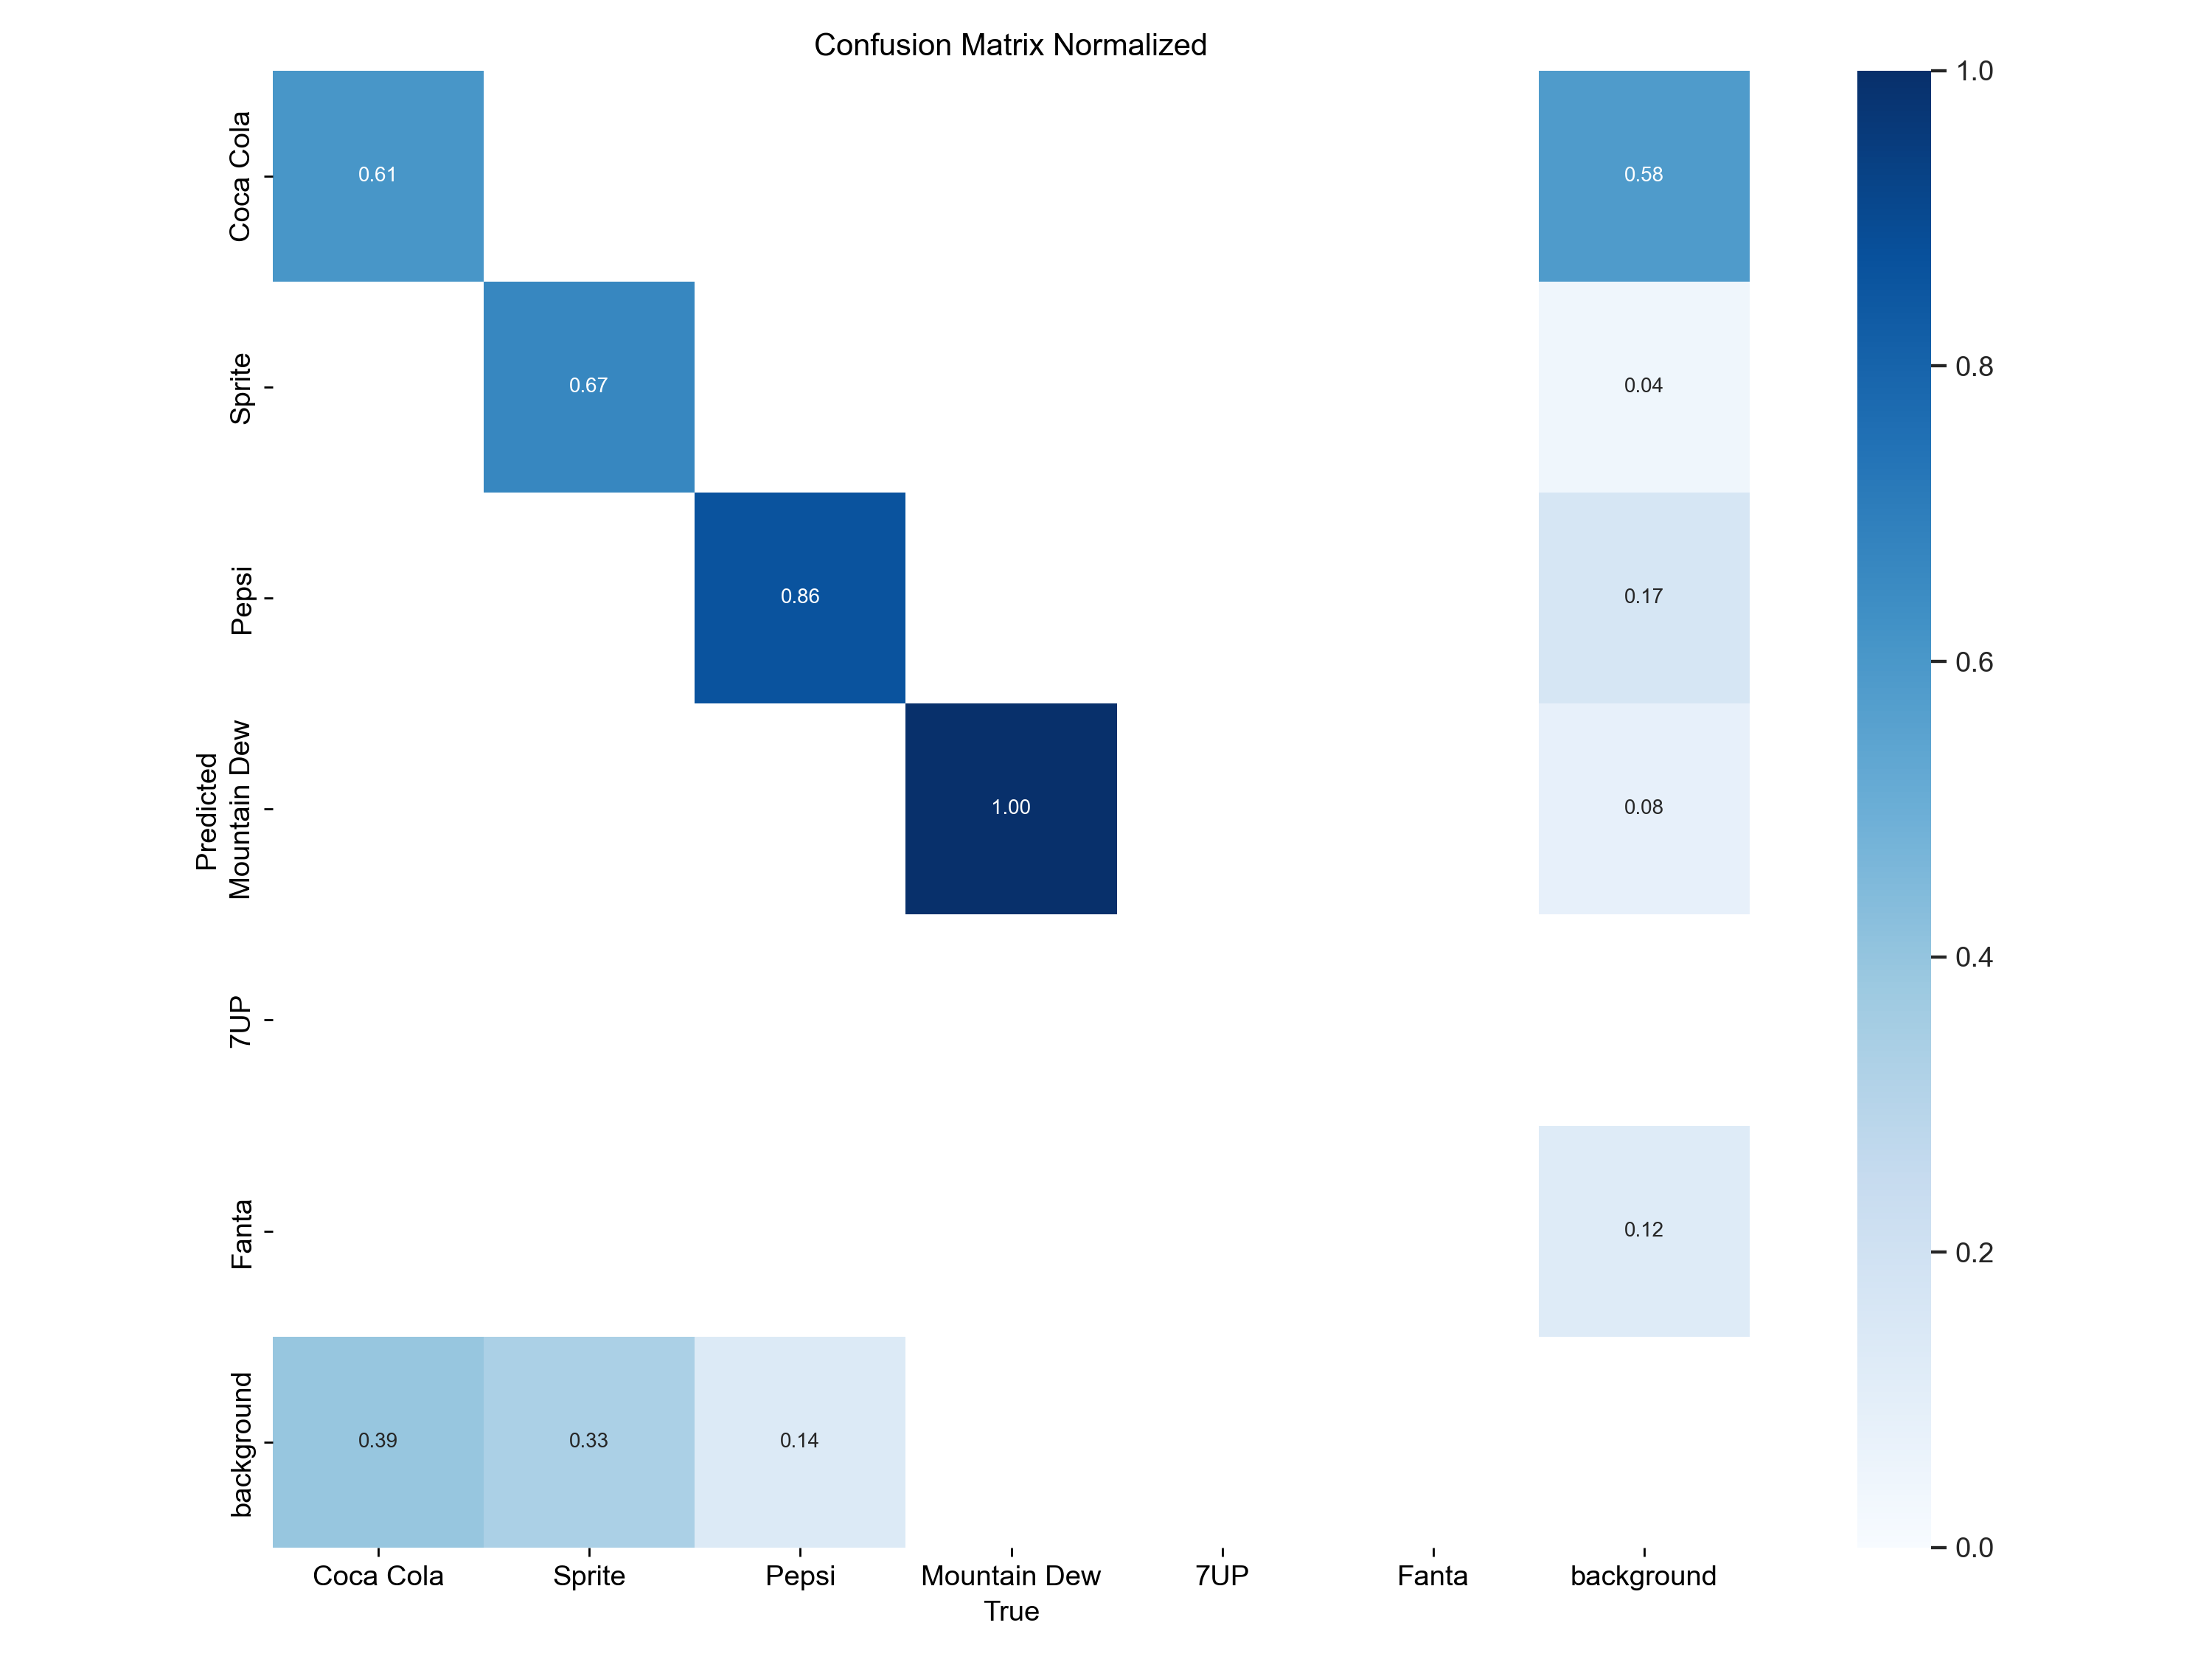 Confusion Matrix Normalized
Coca Cola
0.61
0.58
1.0
Sprite
0.67
0.04
0.8
Pepsi
0.86
0.17
0.6
Predicted
Mountain Dew
1.00
0.08
0.4
7UP
Fanta
0.12
0.2
background
0.39
0.33
0.14
0.0
Coca Cola Sprite Pepsi Mountain Dew 7UP Fanta background
True